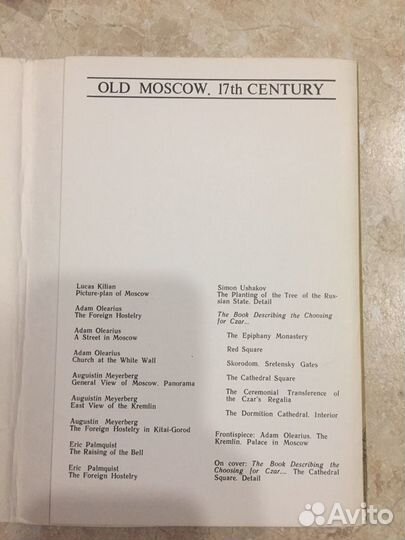 OLD MOSCOW. 17th CENTURY
Lucas Kilian
Picture-plan of Moscow
Adam Olearius
The Foreign Hostelry
Adam Olearius
A Street in Moscow
Adam Olearius
Church at the White Wall
Auguistin Meyerberg
General View of Moscow. Panorama
Auguistin Meyerberg
East View of the Kremlin
Augustin Meyerberg
The Foreign Hostelry in Kitai-Gorod
Eric Palmquist
The Raising of the Bell
Eric Palmquist
The Foreign Hostelry
Simon Ushakov
The Planting of the Tree of the Rus-
sian State. Detail
The Book Describing the Choosing
for Czar...
The Epiphany Monastery
Red Square
Skorodom. Sretensky Gates
The Cathedral Square
The Ceremonial Transference of
the Czar's Regalia
The Dormition Cathedral. Interior
Frontispiece: Adam Olearius. The
Kremlin. Palace in Moscow
On cover: The Book Describing the
Choosing for Czar.... The Cathedral
Square. Detail
Avito